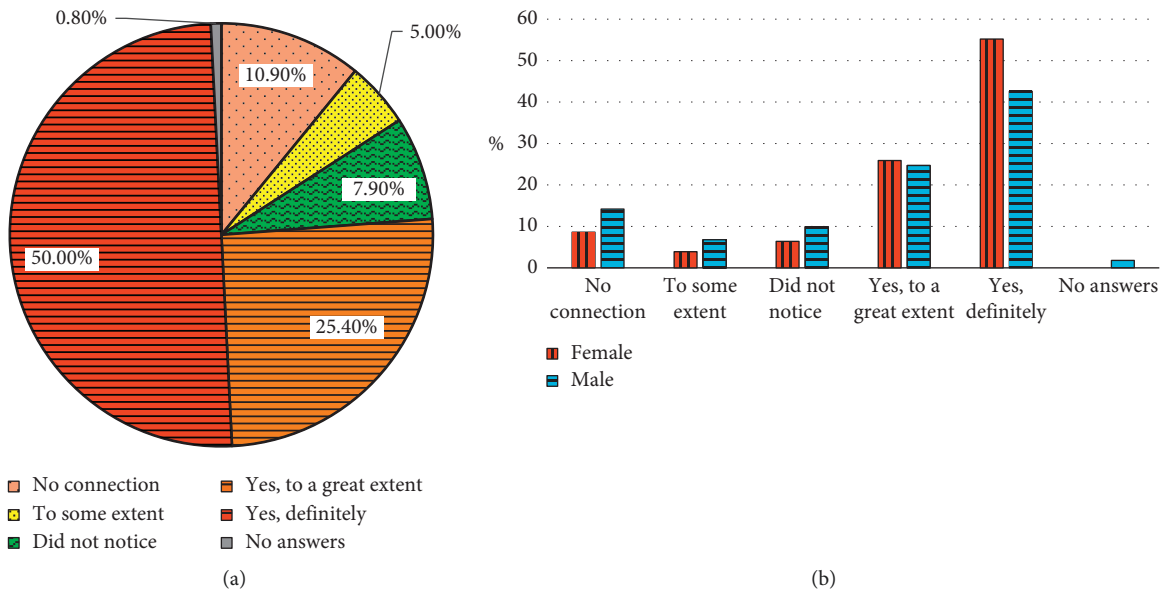 0.80%
5.00%
10.90%
7.90%
50.00%
25.40%
No connection
To some extent
Did not notice
Yes, to a great extent
Yes, definitely
No answers
(a)
60
50
40
%
30
20
10
0
No
connection
To some
extent
Did not
notice
Yes, to a
great extent
Yes,
definitely
No answers
Female
Male
(b)